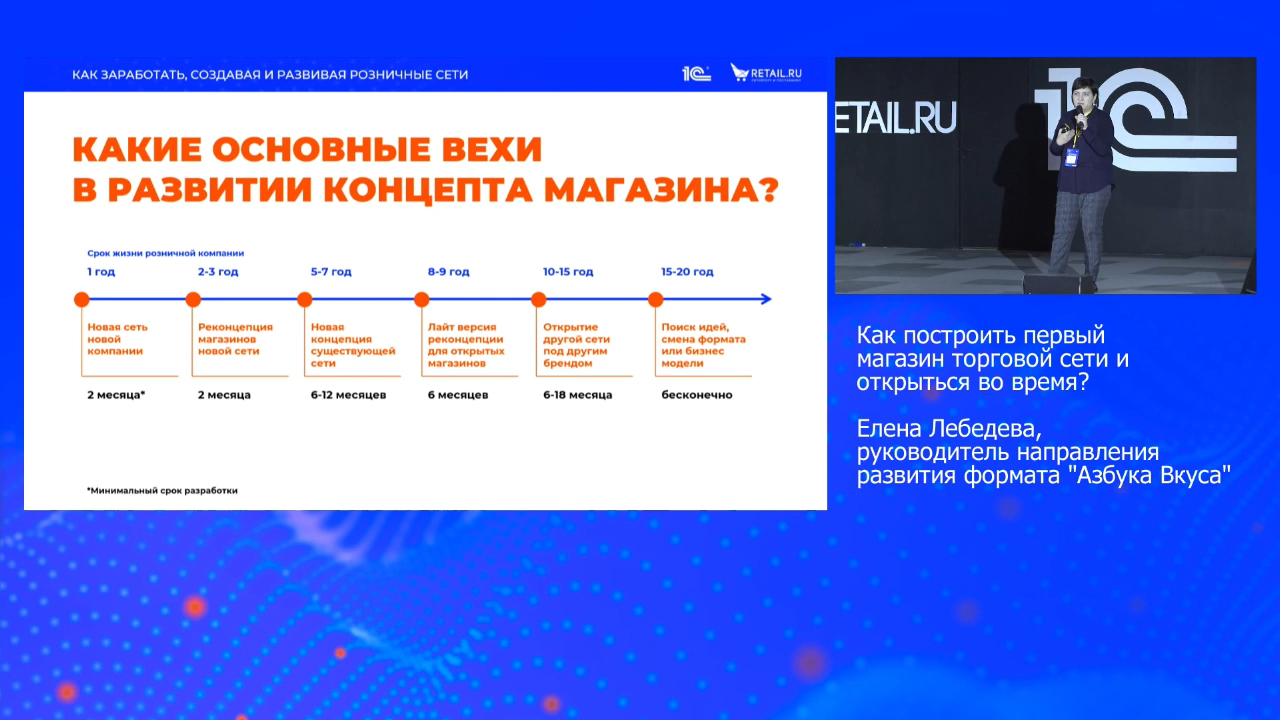 КАК ЗАРАБОТАТЬ, СОЗДАВАЯ И РАЗВИВАЯ РОЗНИЧНЫЕ СЕТИ
1С
RETAIL.RU
КАКИЕ ОСНОВНЫЕ ВЕХИ
В РАЗВИТИИ КОНЦЕПТА МАГАЗИНА?
Срок жизни розничной компании
1 год
2-3 год
5-7 год
8-9 год
10-15 год
15-20 год
Новая сеть
новой
компании
Реконцепция
магазинов
новой сети
Новая
концепция
существующей
сети
Лайт версия
реконцепции
для открытых
магазинов
Открытие
другой сети
под другим
брендом
Поиск идей,
смена формата
или бизнес
модели
2 месяца*
2 месяца
6-12 месяцев
6 месяцев
6-18 месяца
бесконечно
*Минимальный срок разработки
ETAIL.RU
1С
Как построить первый
магазин торговой сети и
открыться во время?
Елена Лебедева,
руководитель направления
развития формата "Азбука Вкуса"